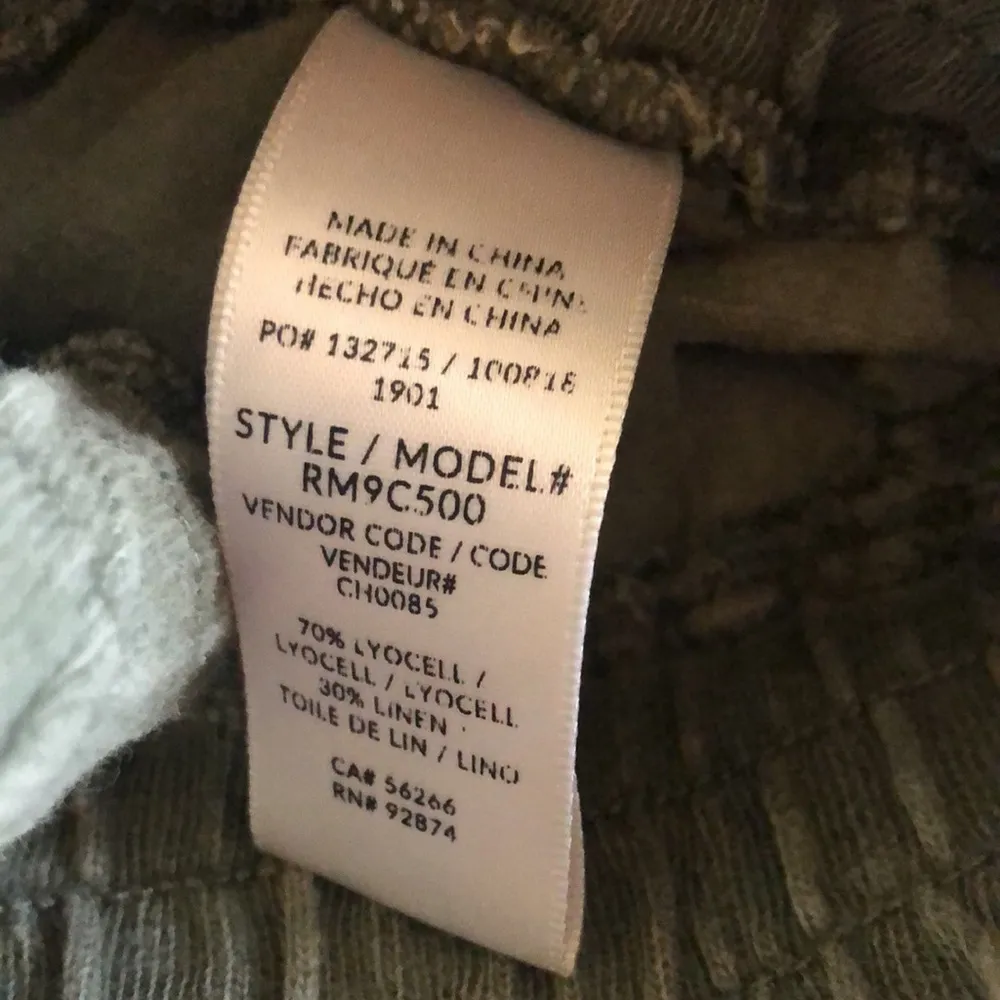 MADE IN CHINA
FABRIQUÉ EN CHINE
HECHO EN CHINA
PO# 132715 / 100818
1901
STYLE / MODEL#
RM9C500
VENDOR CODE / CODE
VENDEUR#
CH0085
70% LYOCELL /
LYOCELL / LYOCELL
30% LINEN
TOILE DE LIN / LINO
CA# 56266
RN# 92874